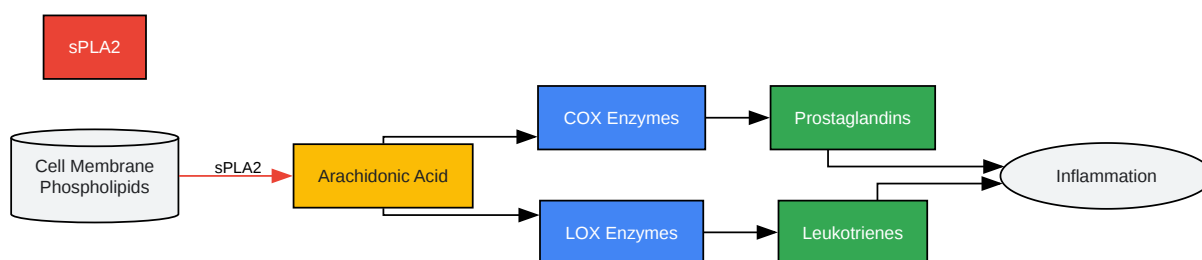 sPLA2
Cell Membrane
Phospholipids
sPLA2
Arachidonic Acid
COX Enzymes
Prostaglandins
LOX Enzymes
Leukotrienes
Inflammation